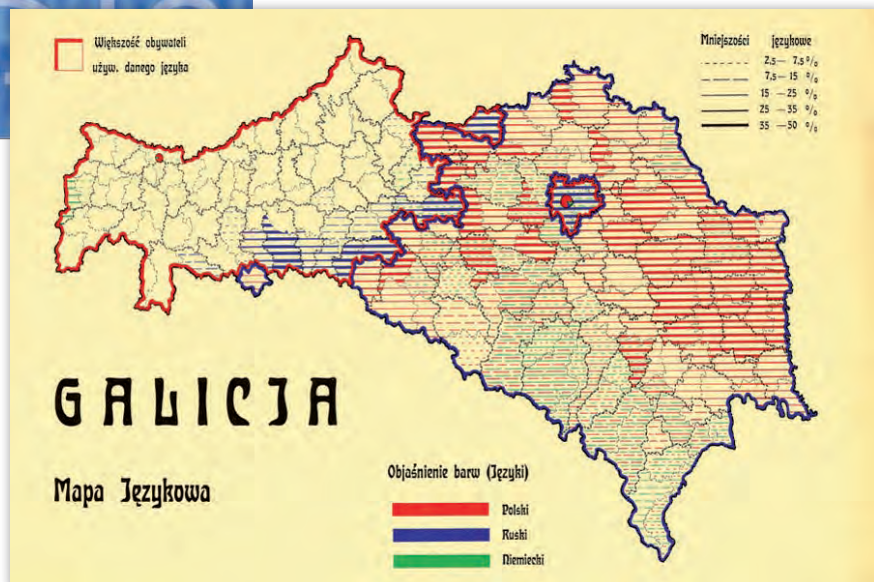 Większość obywateli
używ. danego języka
Mniejszości językowe
2,5 — 7,5 %
7,5 — 15 %
15 — 25 %
25 — 35 %
35 — 50 %
GALICJA
Mapa Językowa
Objaśnienie barw (Języki)
Polski
Ruski
Niemiecki